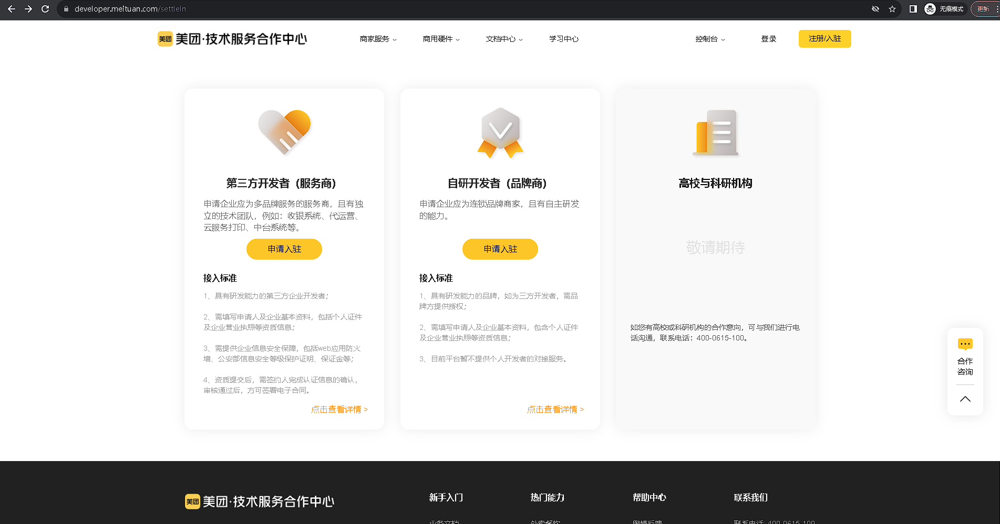 developer.meituan.com/settleIn
无痕模式
更新
美团
美团·技术服务合作中心
商家服务
商用硬件
文档中心
学习中心
控制台
登录
注册/入驻
第三方开发者（服务商）
申请企业应为多品牌服务的服务商，且有独
立的技术团队，例如：收银系统、代运营、
云服务打印、中台系统等。
申请入驻
接入标准
1、具有研发能力的第三方企业开发者；
2、需填写申请人及企业基本资料，包括个人证件
及企业营业执照等资质信息；
3、需提供企业信息安全保障，包括web应用防火
墙、公安部信息安全等级保护证明、保证金等；
4、资质提交后，需签约人完成认证信息的确认，
审核通过后，方可签署电子合同。
点击查看详情 >
自研开发者（品牌商）
申请企业应为连锁品牌商家，且有自主研发
的能力。
申请入驻
接入标准
1、具有研发能力的品牌，如为三方开发者，需品
牌方提供授权；
2、需填写申请人及企业基本资料，包含个人证件
及企业营业执照等资质信息；
3、目前平台暂不提供个人开发者的对接服务。
点击查看详情 >
高校与科研机构
敬请期待
如您有高校或科研机构的合作意向，可与我们进行电
话沟通，联系电话：400-0615-100。
合作
咨询
美团
美团·技术服务合作中心
新手入门
热门能力
帮助中心
联系我们
业务文档
外卖餐饮
舆情反馈
联系电话: 400-0615-100